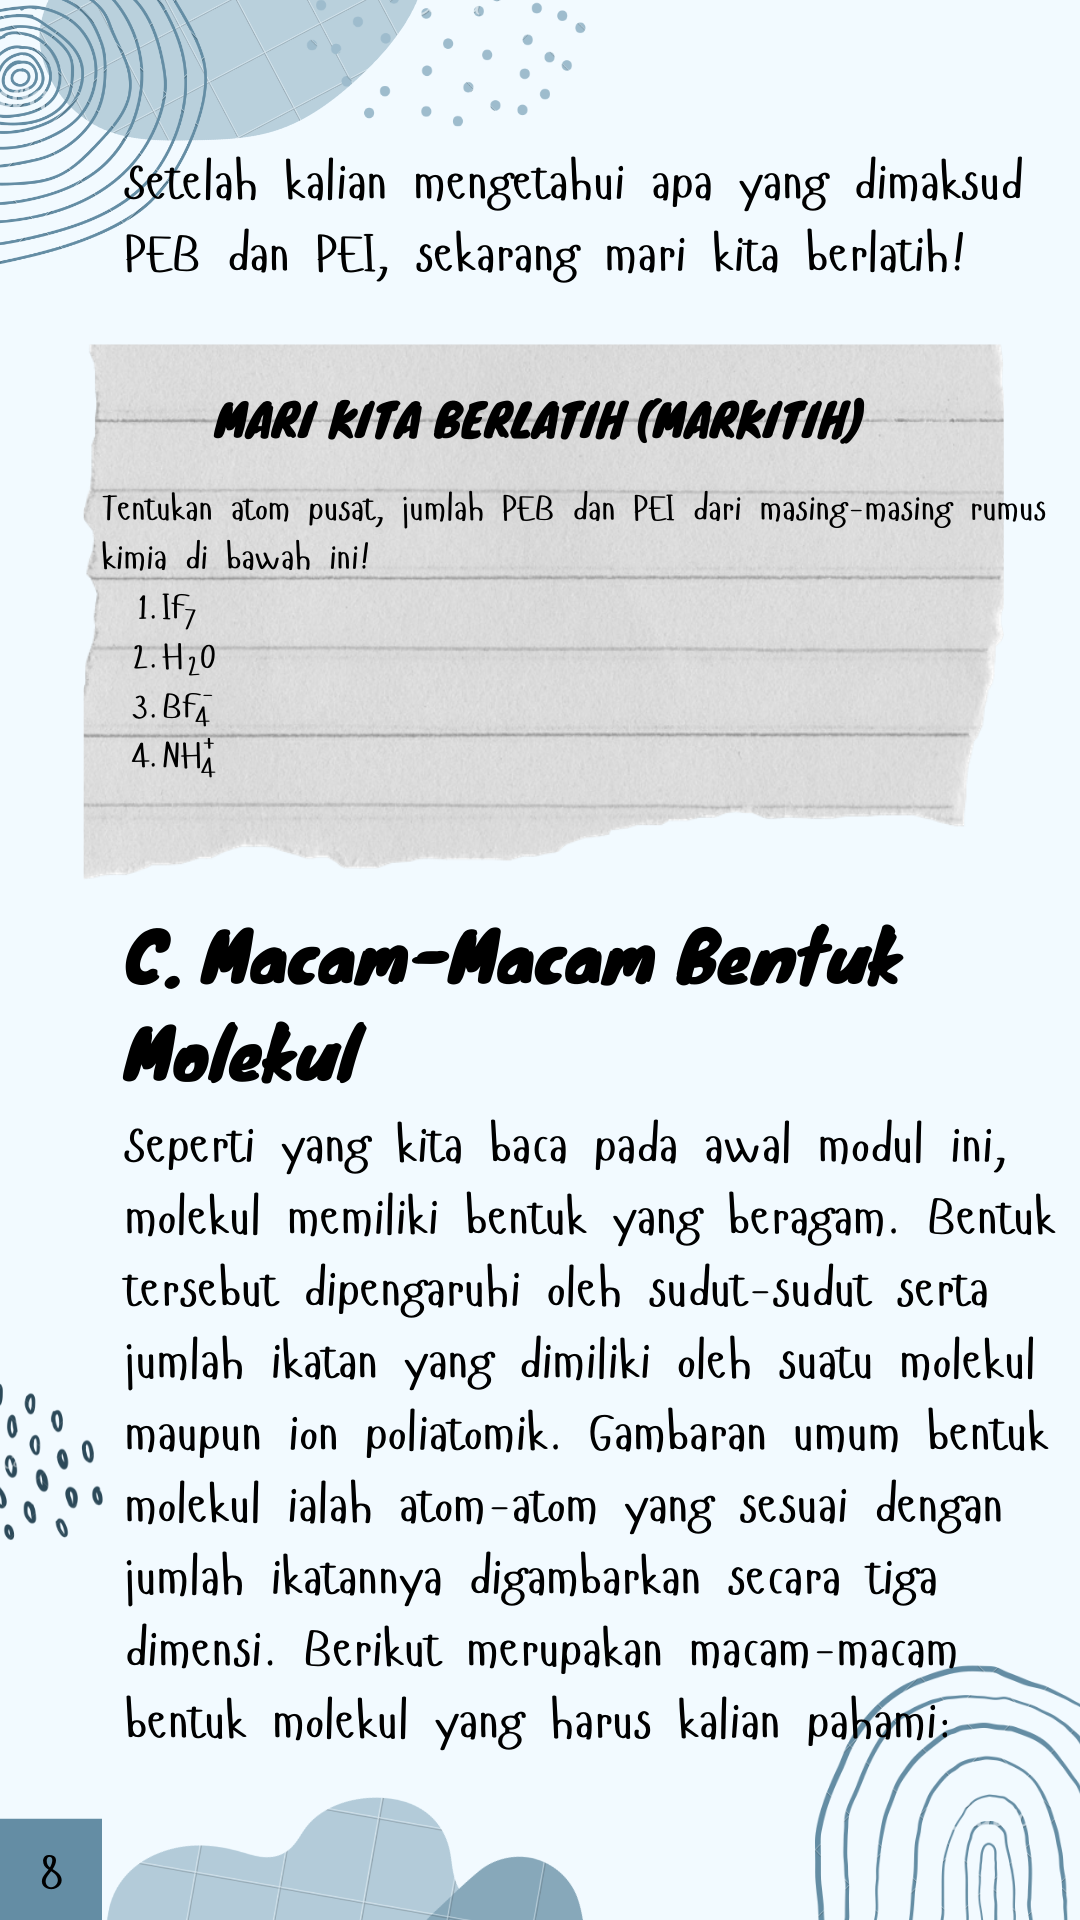 Setelah kalian mengetahui apa yang dimaksud
PEB dan PEI, sekarang mari kita berlatih!
MARI KITA BERLATIH (MARKITIH)
Tentukan atom pusat, jumlah PEB dan PEI dari masing-masing rumus
kimia di bawah ini!
1. If₇
2. H₂O
3. Bf₄⁻
4. NH₄⁺
C. Macam-Macam Bentuk
Molekul
Seperti yang kita baca pada awal modul ini,
molekul memiliki bentuk yang beragam. Bentuk
tersebut dipengaruhi oleh sudut-sudut serta
jumlah ikatan yang dimiliki oleh suatu molekul
maupun ion poliatomik. Gambaran umum bentuk
molekul ialah atom-atom yang sesuai dengan
jumlah ikatannya digambarkan secara tiga
dimensi. Berikut merupakan macam-macam
bentuk molekul yang harus kalian pahami:
8